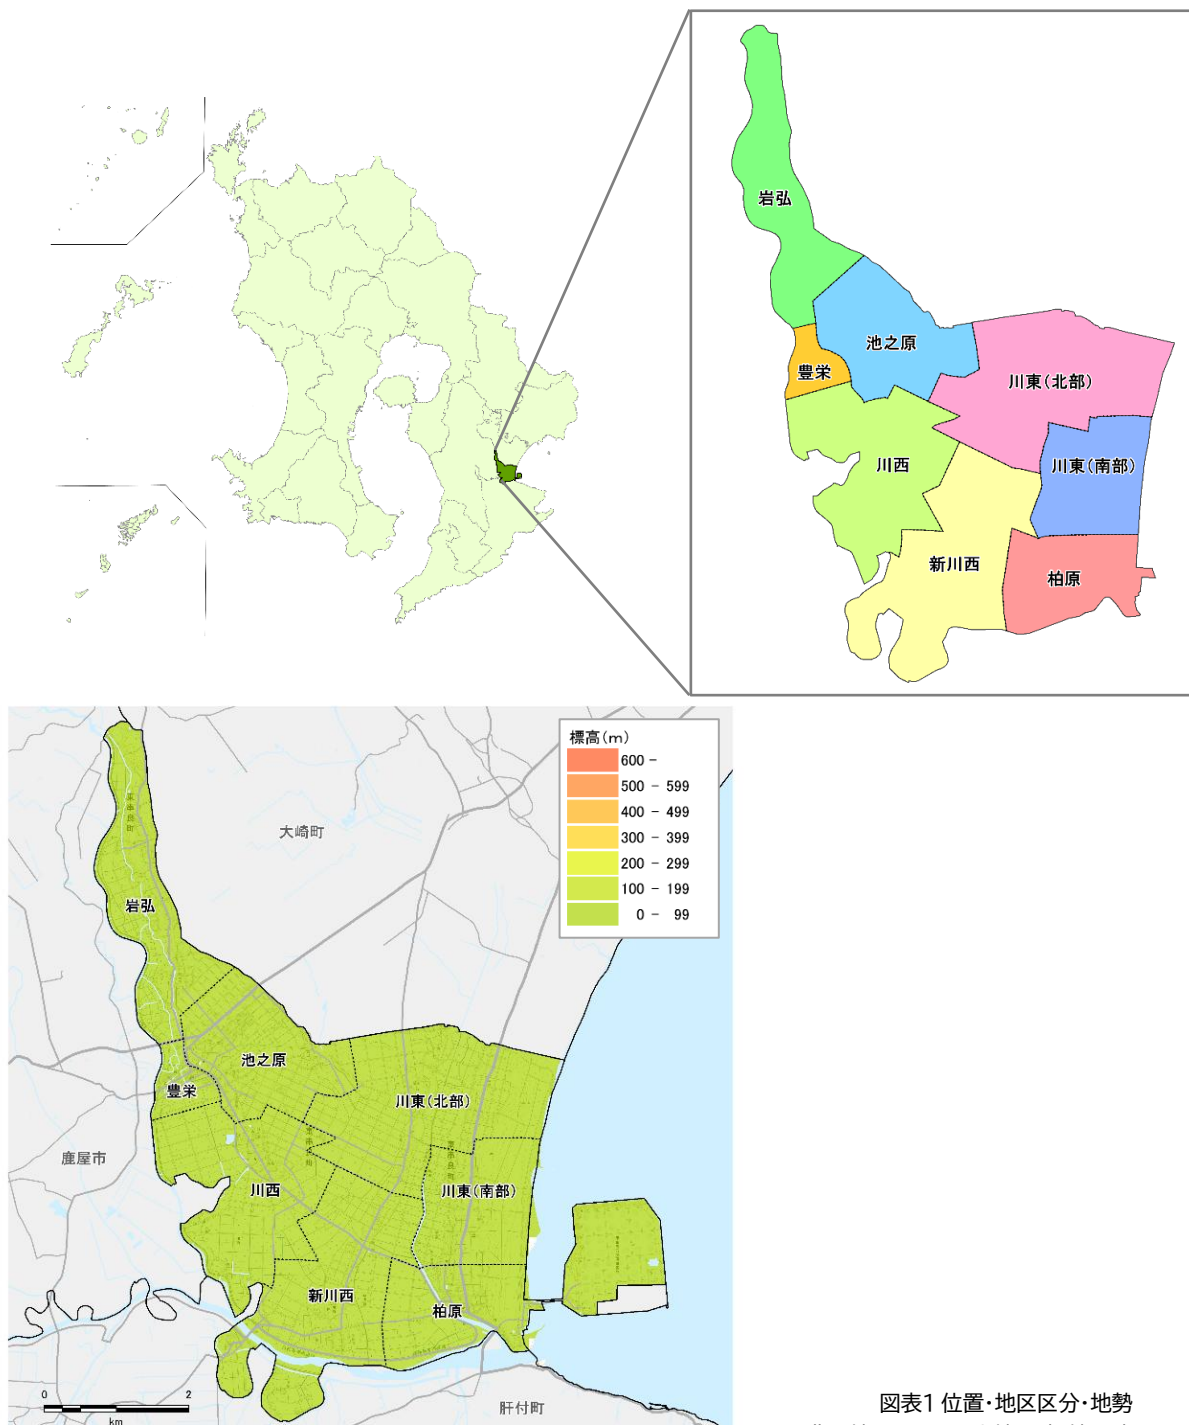 岩弘
池之原
豊栄
川東(北部)
川西
川東(南部)
新川西
柏原
標高(m)
600 -
500 - 599
400 - 499
300 - 399
200 - 299
100 - 199
0 - 99
大崎町
東串良町
岩弘
池之原
豊栄
川東(北部)
鹿屋市
川西
川東(南部)
新川西
柏原
0 2
km
肝付町
図表1 位置・地区区分・地勢